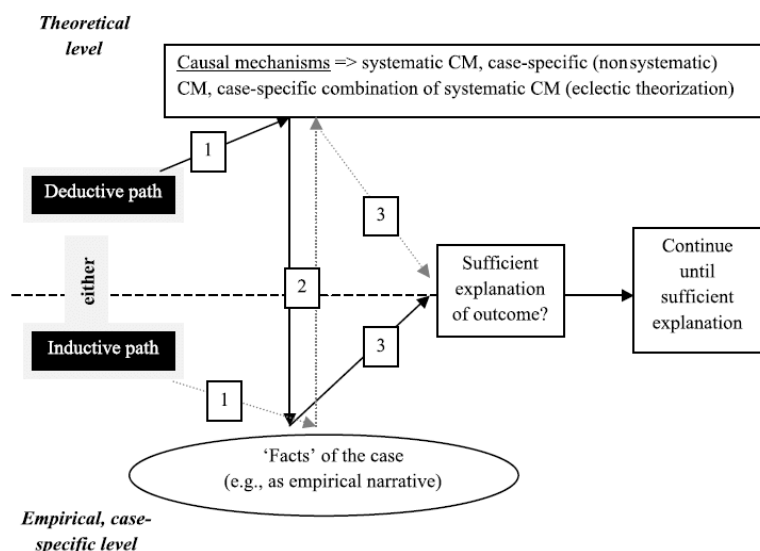 Theoretical
level
Causal mechanisms => systematic CM, case-specific (nonsystematic)
CM, case-specific combination of systematic CM (eclectic theorization)
1
Deductive path
3
either
2
Sufficient
explanation
of outcome?
Continue
until
sufficient
explanation
Inductive path
3
1
‘Facts’ of the case
(e.g., as empirical narrative)
Empirical, case-
specific level